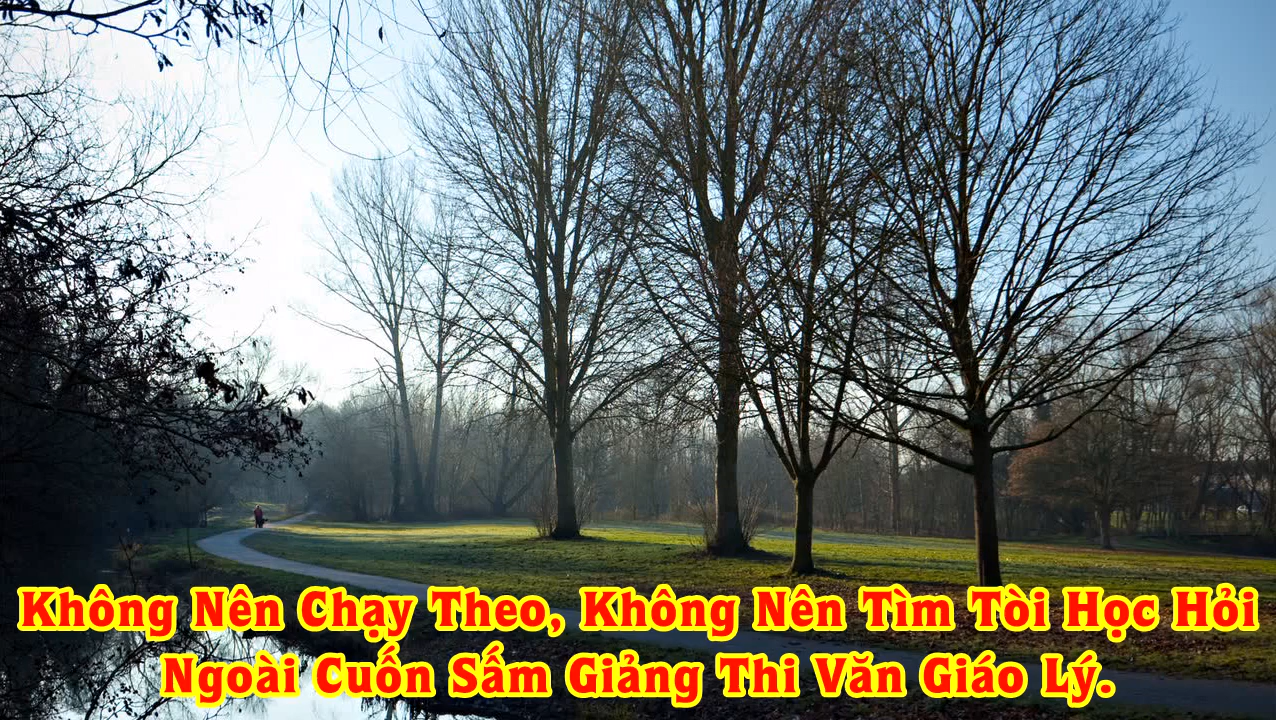 Không Nên Chạy Theo, Không Nên Tìm Tòi Học Hỏi
Ngoài Cuốn Sấm Giảng Thi Văn Giáo Lý.